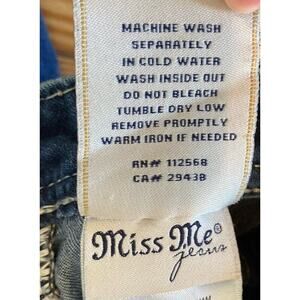 MACHINE WASH
SEPARATELY
IN COLD WATER
WASH INSIDE OUT
DO NOT BLEACH
TUMBLE DRY LOW
REMOVE PROMPTLY
WARM IRON IF NEEDED
RN# 112568
CA# 29438
Miss Me®
jeans